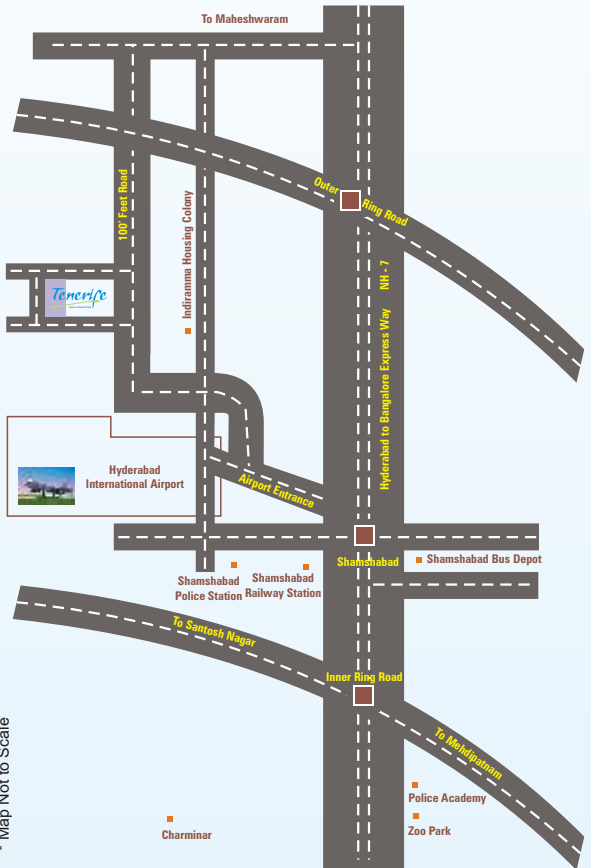 To Maheshwaram
Outer Ring Road
100' Feet Road
Indiramma Housing Colony
NH - 7
Hyderabad to Bangalore Express Way
Tenerife
Hyderabad
International Airport
Airport Entrance
Shamshabad
Shamshabad Bus Depot
Shamshabad
Police Station
Shamshabad
Railway Station
To Santosh Nagar
Inner Ring Road
To Mehdipatnam
* Map Not to Scale
Police Academy
Zoo Park
Charminar